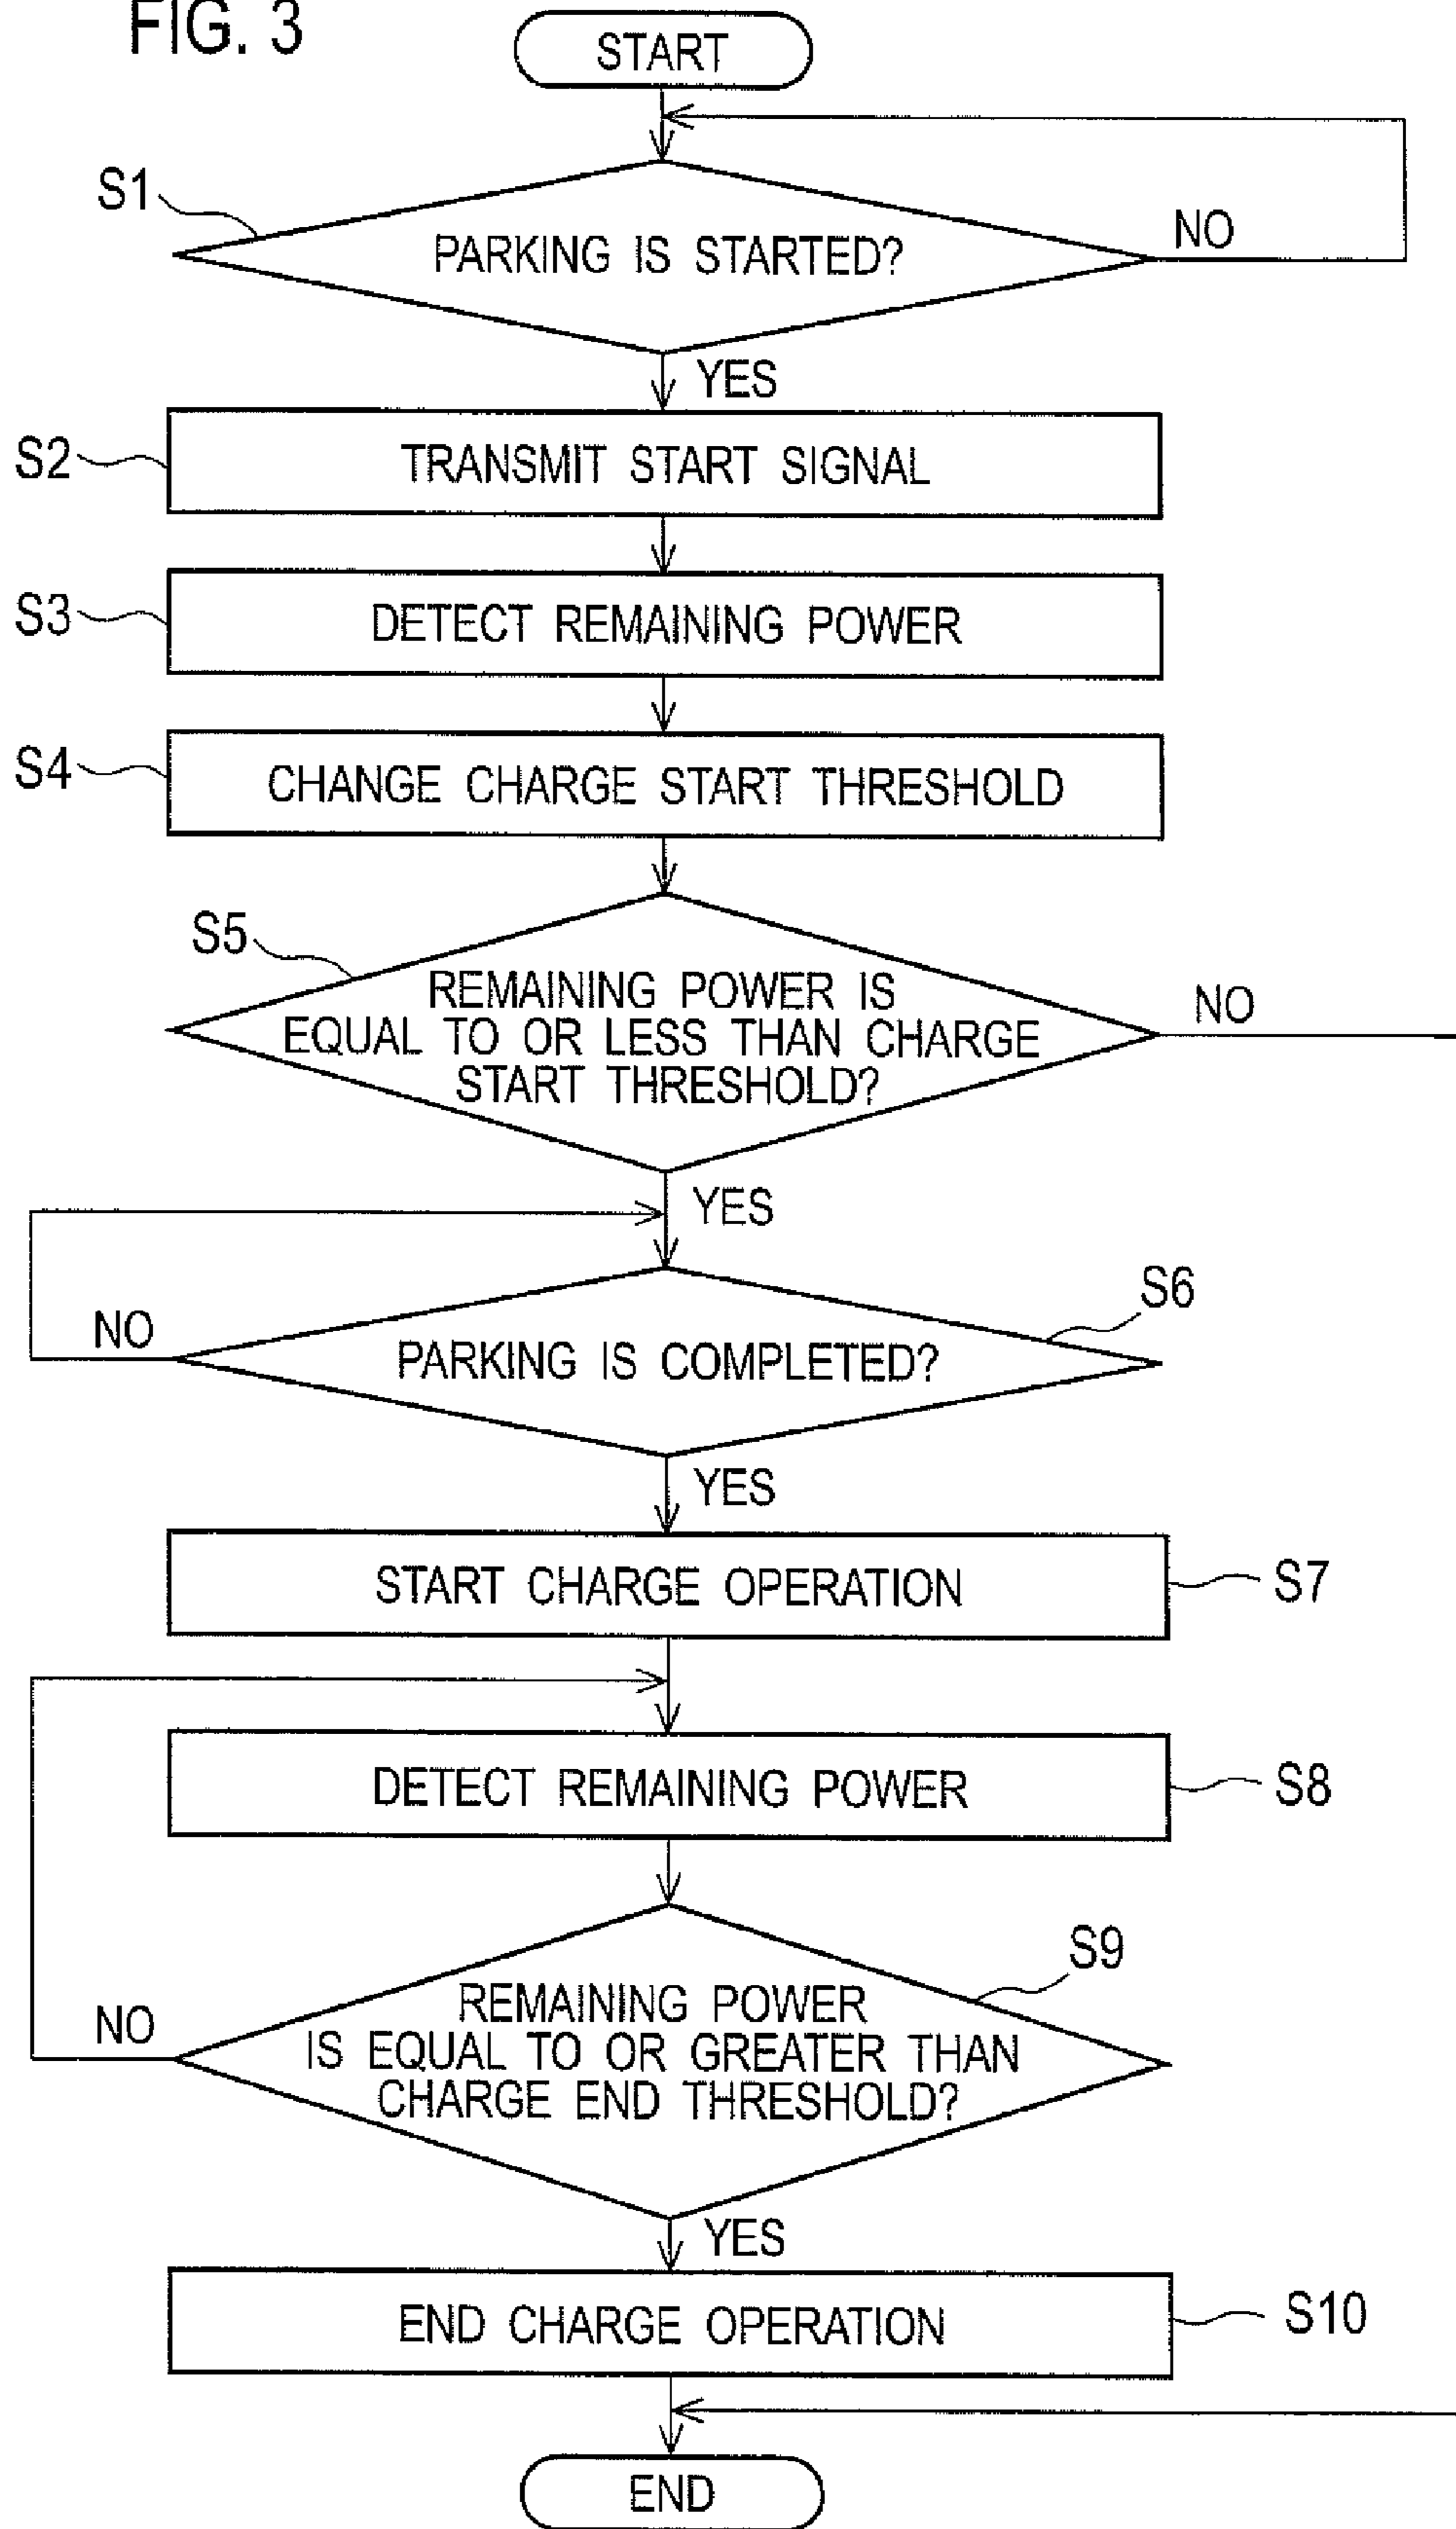 FIG. 3
START
S1
PARKING IS STARTED?
NO
YES
S2
TRANSMIT START SIGNAL
S3
DETECT REMAINING POWER
S4
CHANGE CHARGE START THRESHOLD
S5
REMAINING POWER IS
EQUAL TO OR LESS THAN CHARGE
START THRESHOLD?
NO
YES
S6
NO
PARKING IS COMPLETED?
YES
START CHARGE OPERATION
S7
DETECT REMAINING POWER
S8
S9
REMAINING POWER
IS EQUAL TO OR GREATER THAN
CHARGE END THRESHOLD?
NO
YES
END CHARGE OPERATION
S10
END